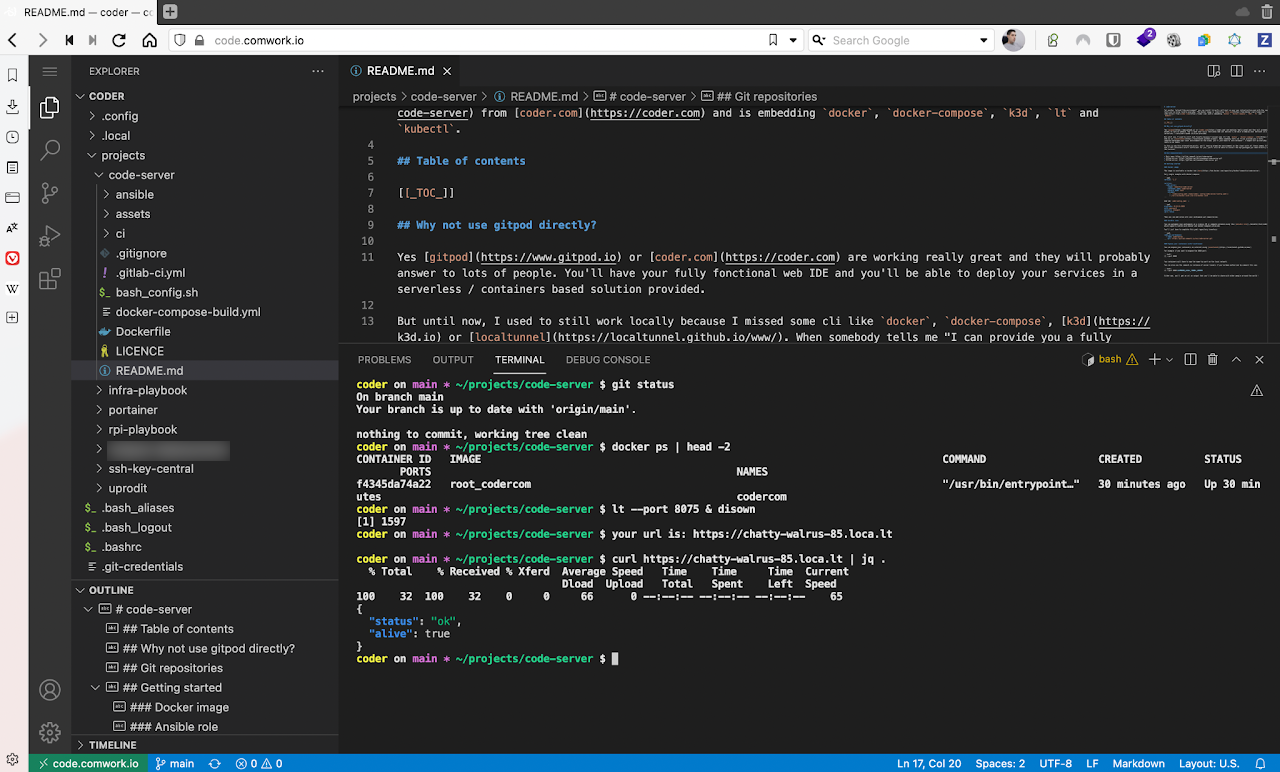 README.md — coder — cc
code.comwork.io
Search Google
2
EXPLORER
CODER
.config
.local
projects
code-server
ansible
assets
ci
.gitignore
.gitlab-ci.yml
bash_config.sh
docker-compose-build.yml
Dockerfile
LICENCE
README.md
infra-playbook
portainer
rpi-playbook
ssh-key-central
uprodit
.bash_aliases
.bash_logout
.bashrc
.git-credentials
OUTLINE
# code-server
## Table of contents
## Why not use gitpod directly?
## Git repositories
## Getting started
### Docker image
### Ansible role
TIMELINE
README.md
projects > code-server > README.md > # code-server > ## Git repositories
code-server) from [coder.com](https://coder.com) and is embedding `docker`, `docker-compose`, `k3d`, `lt` and
`kubectl`.
4
5 ## Table of contents
6
7 [[_TOC_]]
8
9 ## Why not use gitpod directly?
10
11 Yes [gitpod](https://www.gitpod.io) or [coder.com](https://coder.com) are working really great and they will probably
answer to lots of people. You'll have your fully fonctional web IDE and you'll be able to deploy your services in a
serverless / containers based solution provided.
12
13 But until now, I used to still work locally because I missed some cli like `docker`, `docker-compose`, [k3d](https://
k3d.io) or [localtunnel](https://localtunnel.github.io/www/). When somebody tells me "I can provide you a fully
PROBLEMS OUTPUT TERMINAL DEBUG CONSOLE
bash
coder on main * ~/projects/code-server $ git status
On branch main
Your branch is up to date with 'origin/main'.
nothing to commit, working tree clean
coder on main * ~/projects/code-server $ docker ps | head -2
CONTAINER ID IMAGE COMMAND CREATED STATUS
PORTS NAMES
f4345da74a22 root_codercom "/usr/bin/entrypoint…" 30 minutes ago Up 30 min
utes codercom
coder on main * ~/projects/code-server $ lt --port 8075 & disown
[1] 1597
coder on main * ~/projects/code-server $ your url is: https://chatty-walrus-85.loca.lt
coder on main * ~/projects/code-server $ curl https://chatty-walrus-85.loca.lt | jq .
% Total % Received % Xferd Average Speed Time Time Time Current
Dload Upload Total Spent Left Speed
100 32 100 32 0 0 66 0 --:--:-- --:--:-- --:--:-- 65
{
"status": "ok",
"alive": true
}
coder on main * ~/projects/code-server $
code.comwork.io main 0 0 Ln 17, Col 20 Spaces: 2 UTF-8 LF Markdown Layout: U.S.